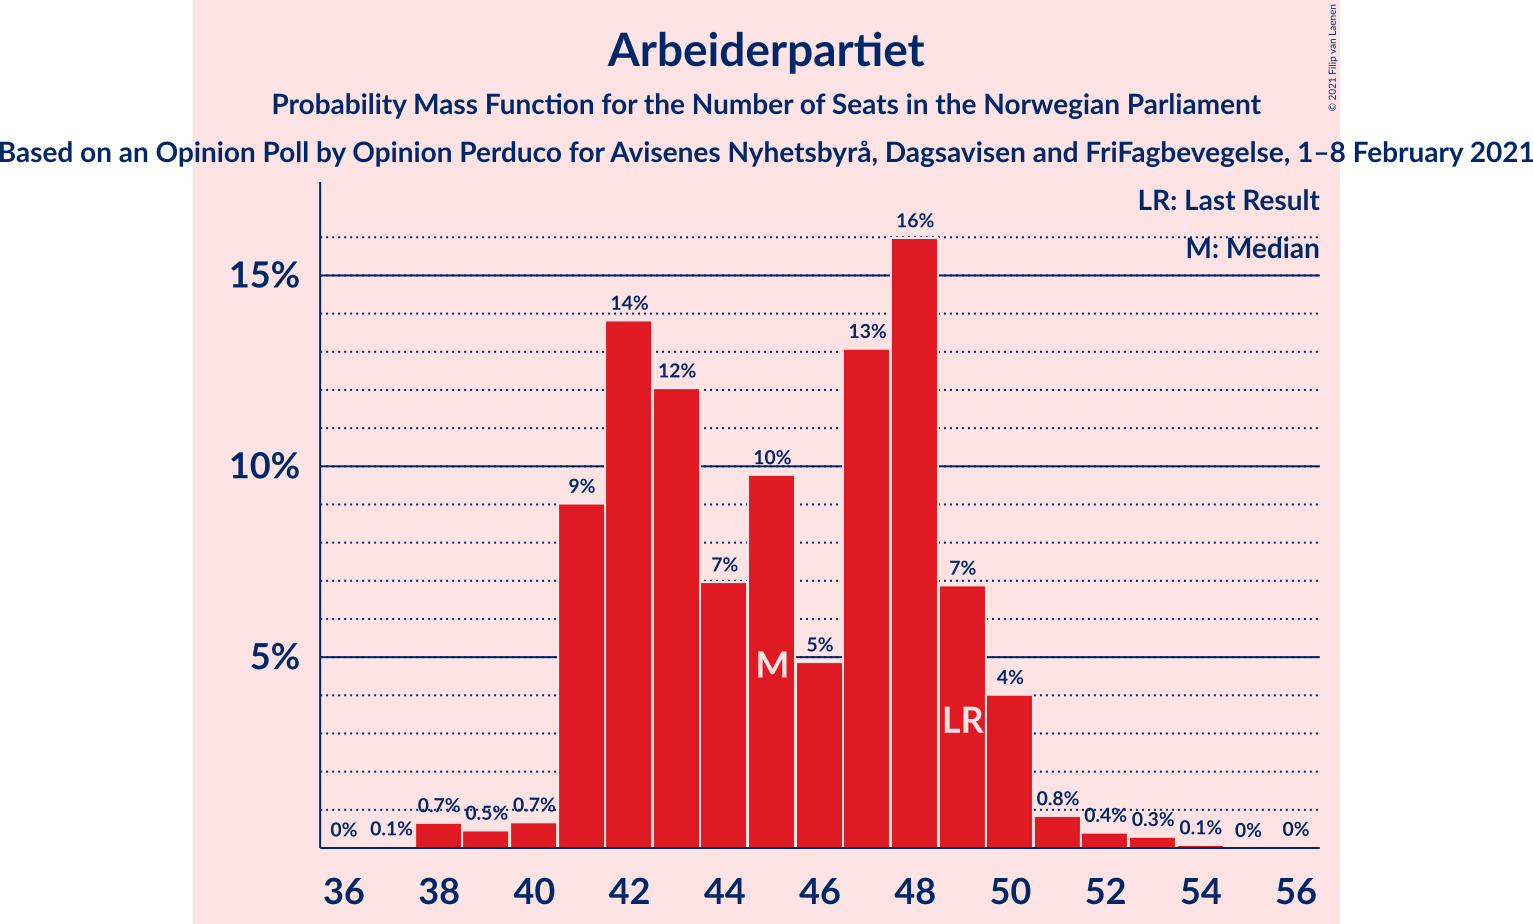 Arbeiderpartiet
Probability Mass Function for the Number of Seats in the Norwegian Parliament
Based on an Opinion Poll by Opinion Perduco for Avisenes Nyhetsbyrå, Dagsavisen and FriFagbevegelse, 1–8 February 2021
© 2021 Filip van Laenen
LR: Last Result
M: Median
15%
10%
5%
0%
0.1%
0.7%
0.5%
0.7%
9%
14%
12%
7%
10%
5%
13%
16%
7%
4%
0.8%
0.4%
0.3%
0.1%
0%
0%
M
LR
36 38 40 42 44 46 48 50 52 54 56